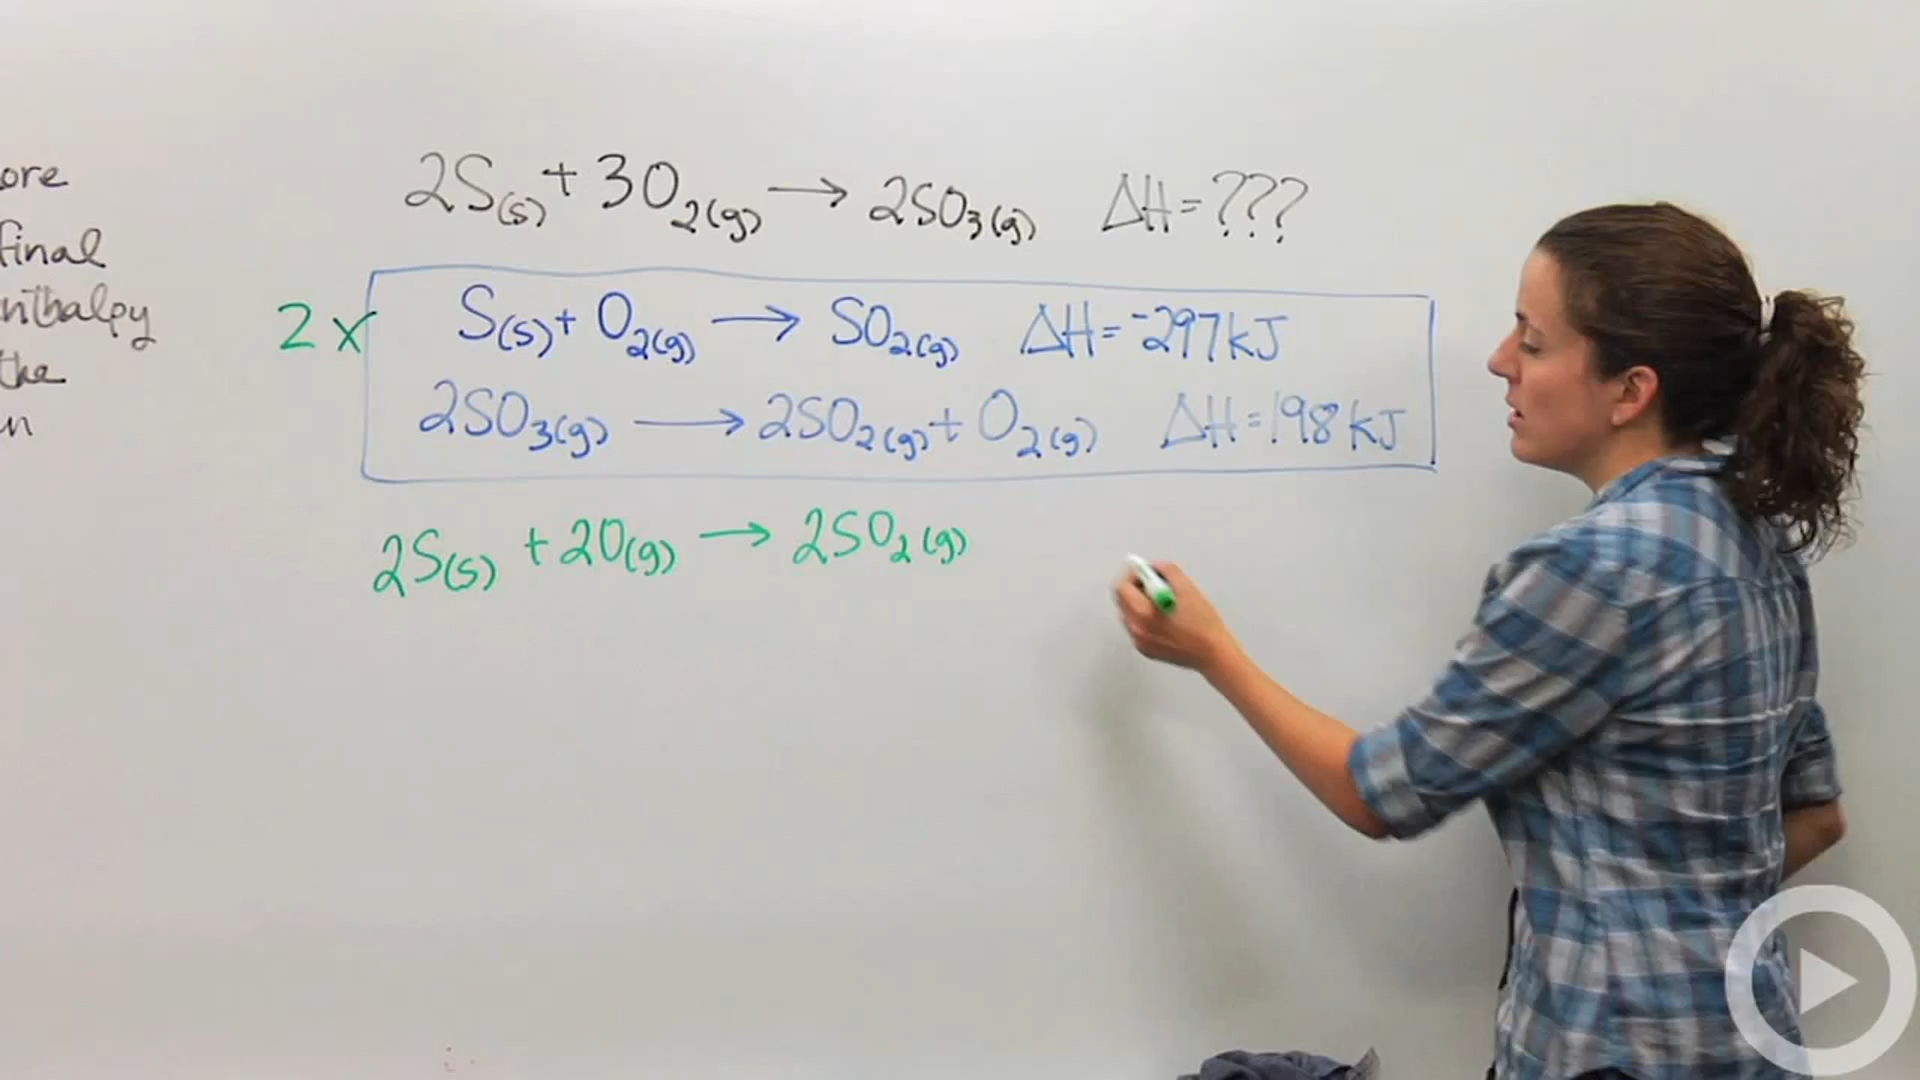 ore
final
nthalpy
the
n
2S(s) + 3O₂(g) → 2SO₃(g) ΔH = ???
2 x S(s) + O₂(g) → SO₂(g) ΔH = -297 kJ
2SO₃(g) → 2SO₂(g) + O₂(g) ΔH = 198 kJ
2S(s) + 2O(g) → 2SO₂(g)